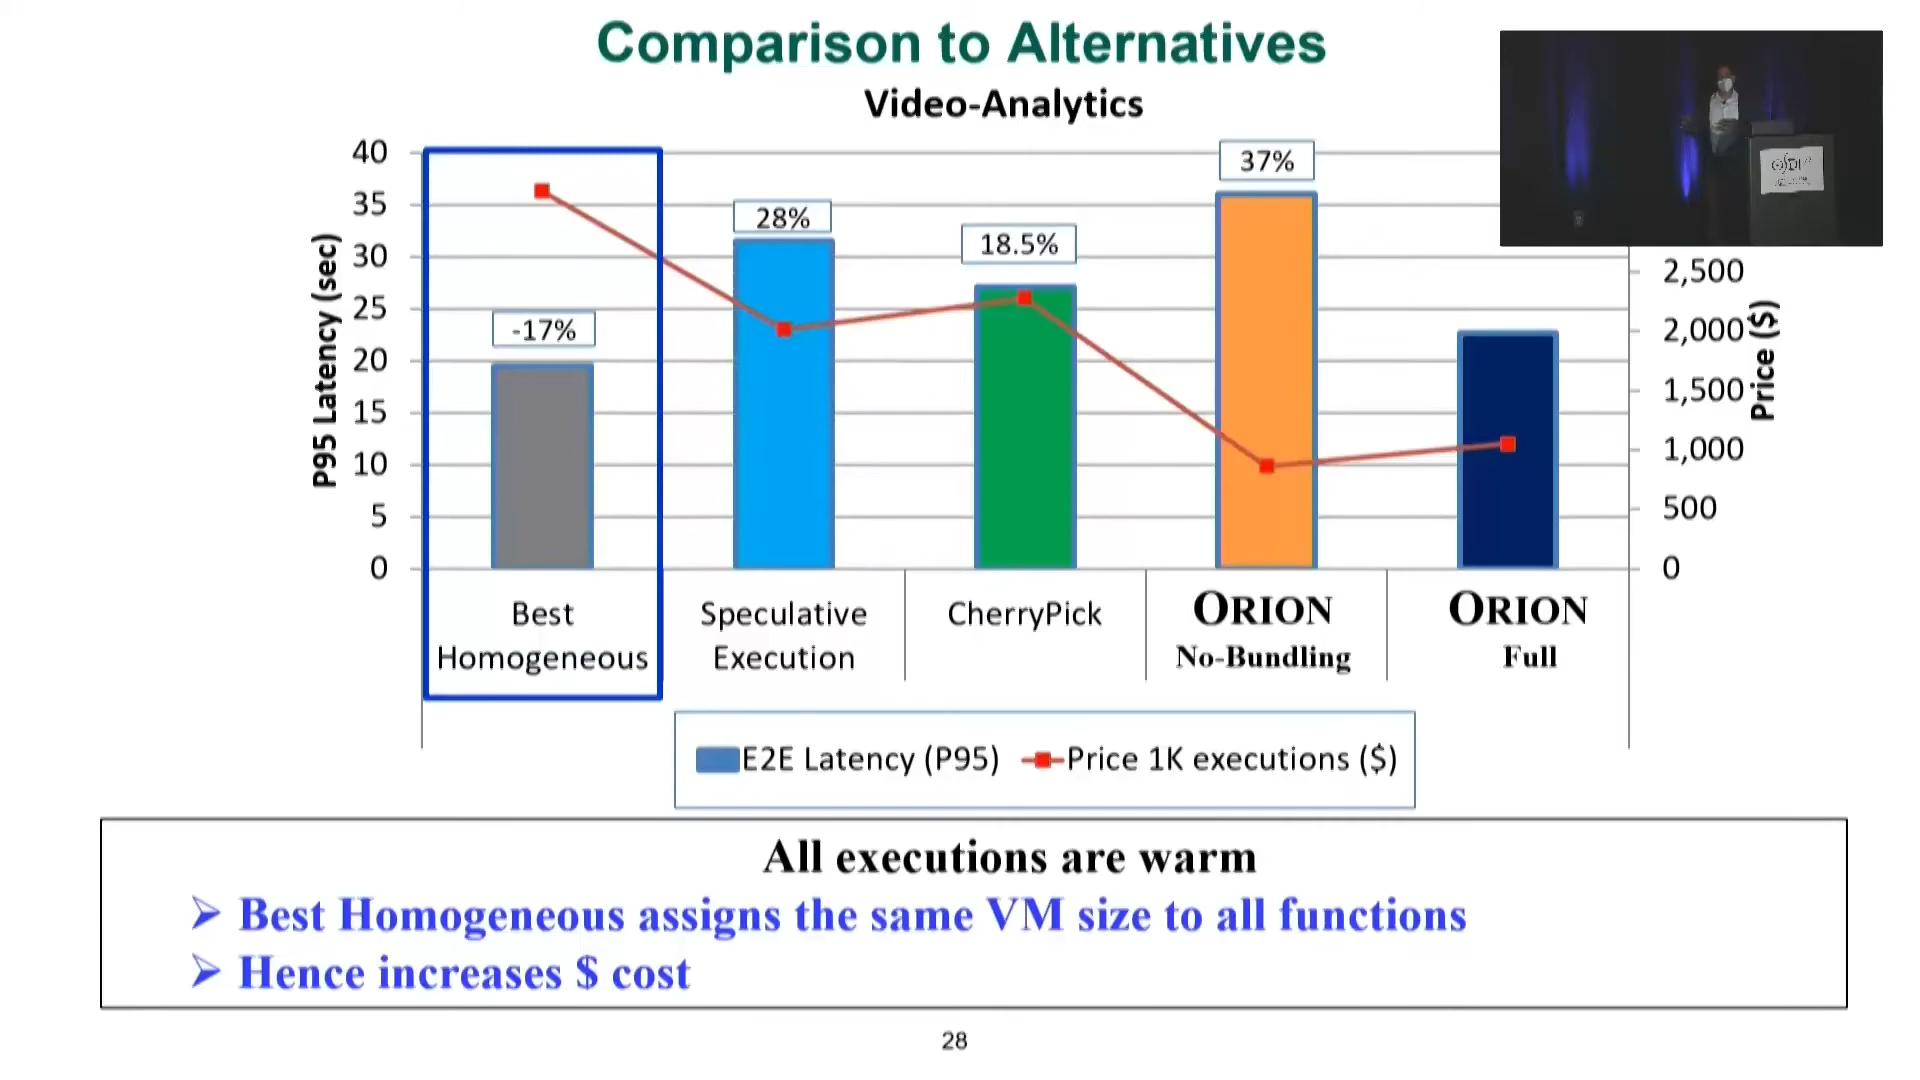 Comparison to Alternatives
Video-Analytics
40
35
30
25
20
15
10
5
0
P95 Latency (sec)
-17%
28%
18.5%
37%
2,500
2,000
1,500
1,000
500
0
Price ($)
Best Homogeneous
Speculative Execution
CherryPick
ORION No-Bundling
ORION Full
E2E Latency (P95)
Price 1K executions ($)
All executions are warm
➢ Best Homogeneous assigns the same VM size to all functions
➢ Hence increases $ cost
28